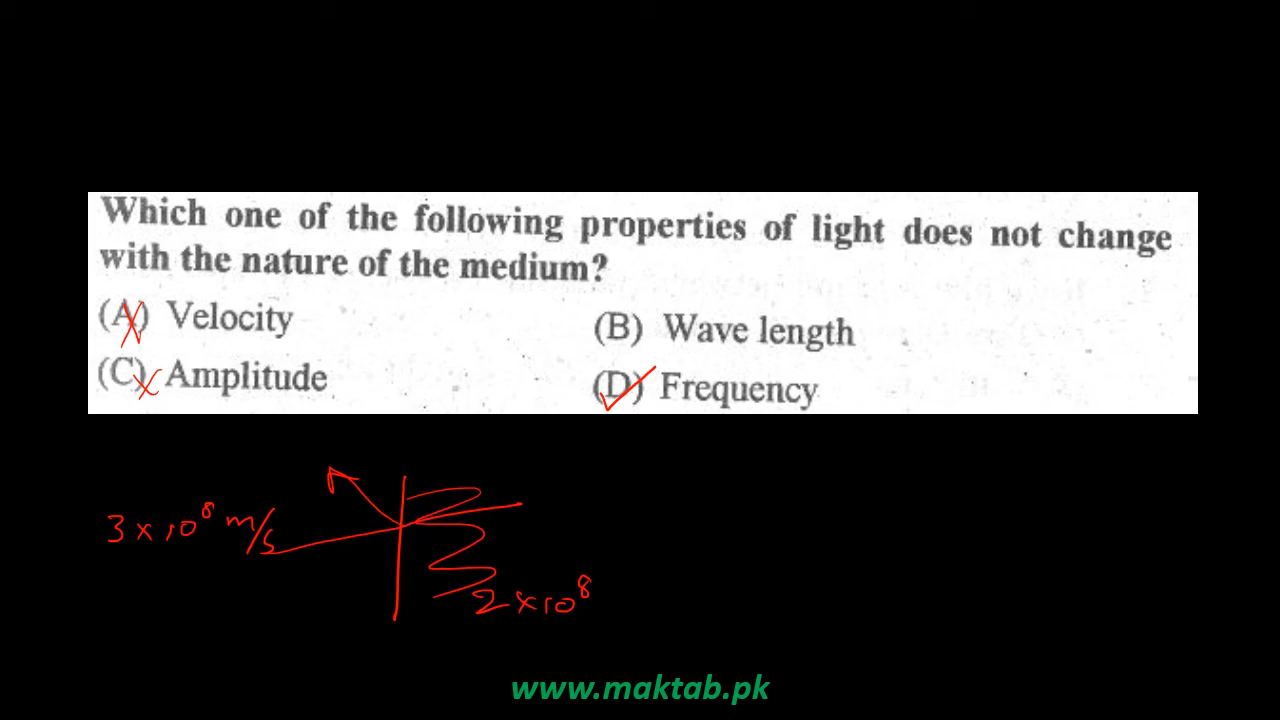 Which one of the following properties of light does not change
with the nature of the medium?
(A) Velocity (B) Wave length
(C) Amplitude (D) Frequency
3 × 10⁸ m/s
2 × 10⁸
www.maktab.pk